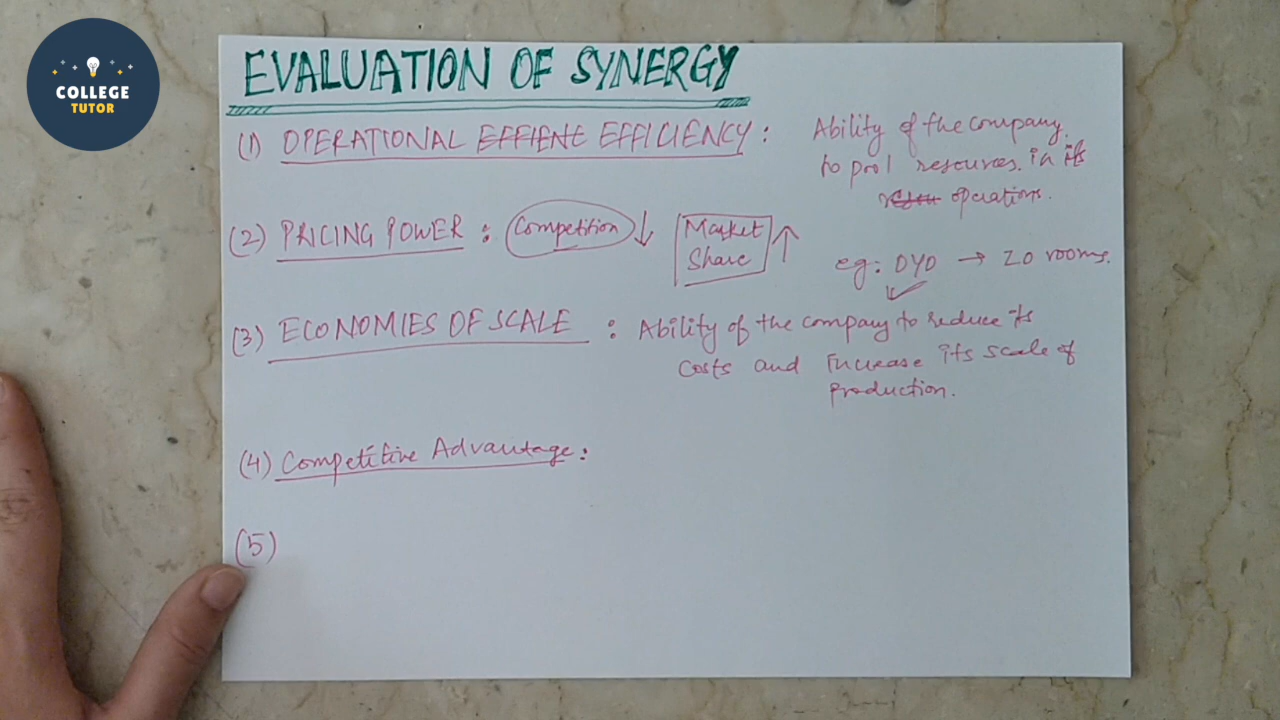 COLLEGE
TUTOR
EVALUATION OF SYNERGY
(1) OPERATIONAL EFFIENT EFFICIENCY : Ability of the company
to pool resources. in its
operations.
(2) PRICING POWER : Competition ↓ Market Share ↑
eg: OYO → ZO rooms.
(3) ECONOMIES OF SCALE : Ability of the company to reduce its
costs and Increase its scale of
production.
(4) Competitive Advantage :
(5)